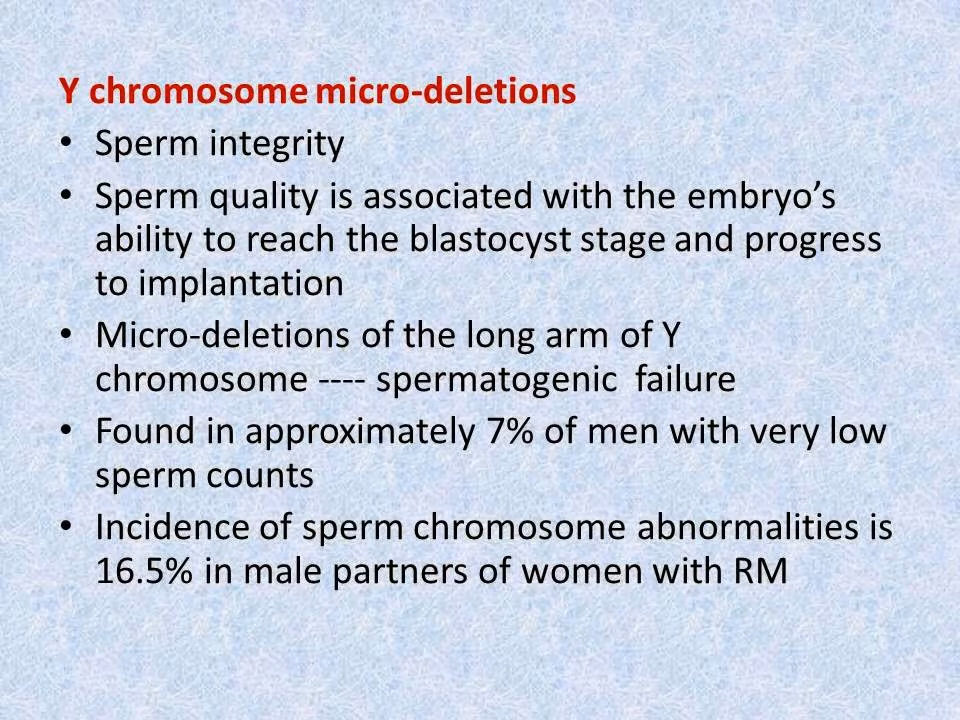 Y chromosome micro-deletions
• Sperm integrity
• Sperm quality is associated with the embryo’s
ability to reach the blastocyst stage and progress
to implantation
• Micro-deletions of the long arm of Y
chromosome ---- spermatogenic  failure
• Found in approximately 7% of men with very low
sperm counts
• Incidence of sperm chromosome abnormalities is
16.5% in male partners of women with RM